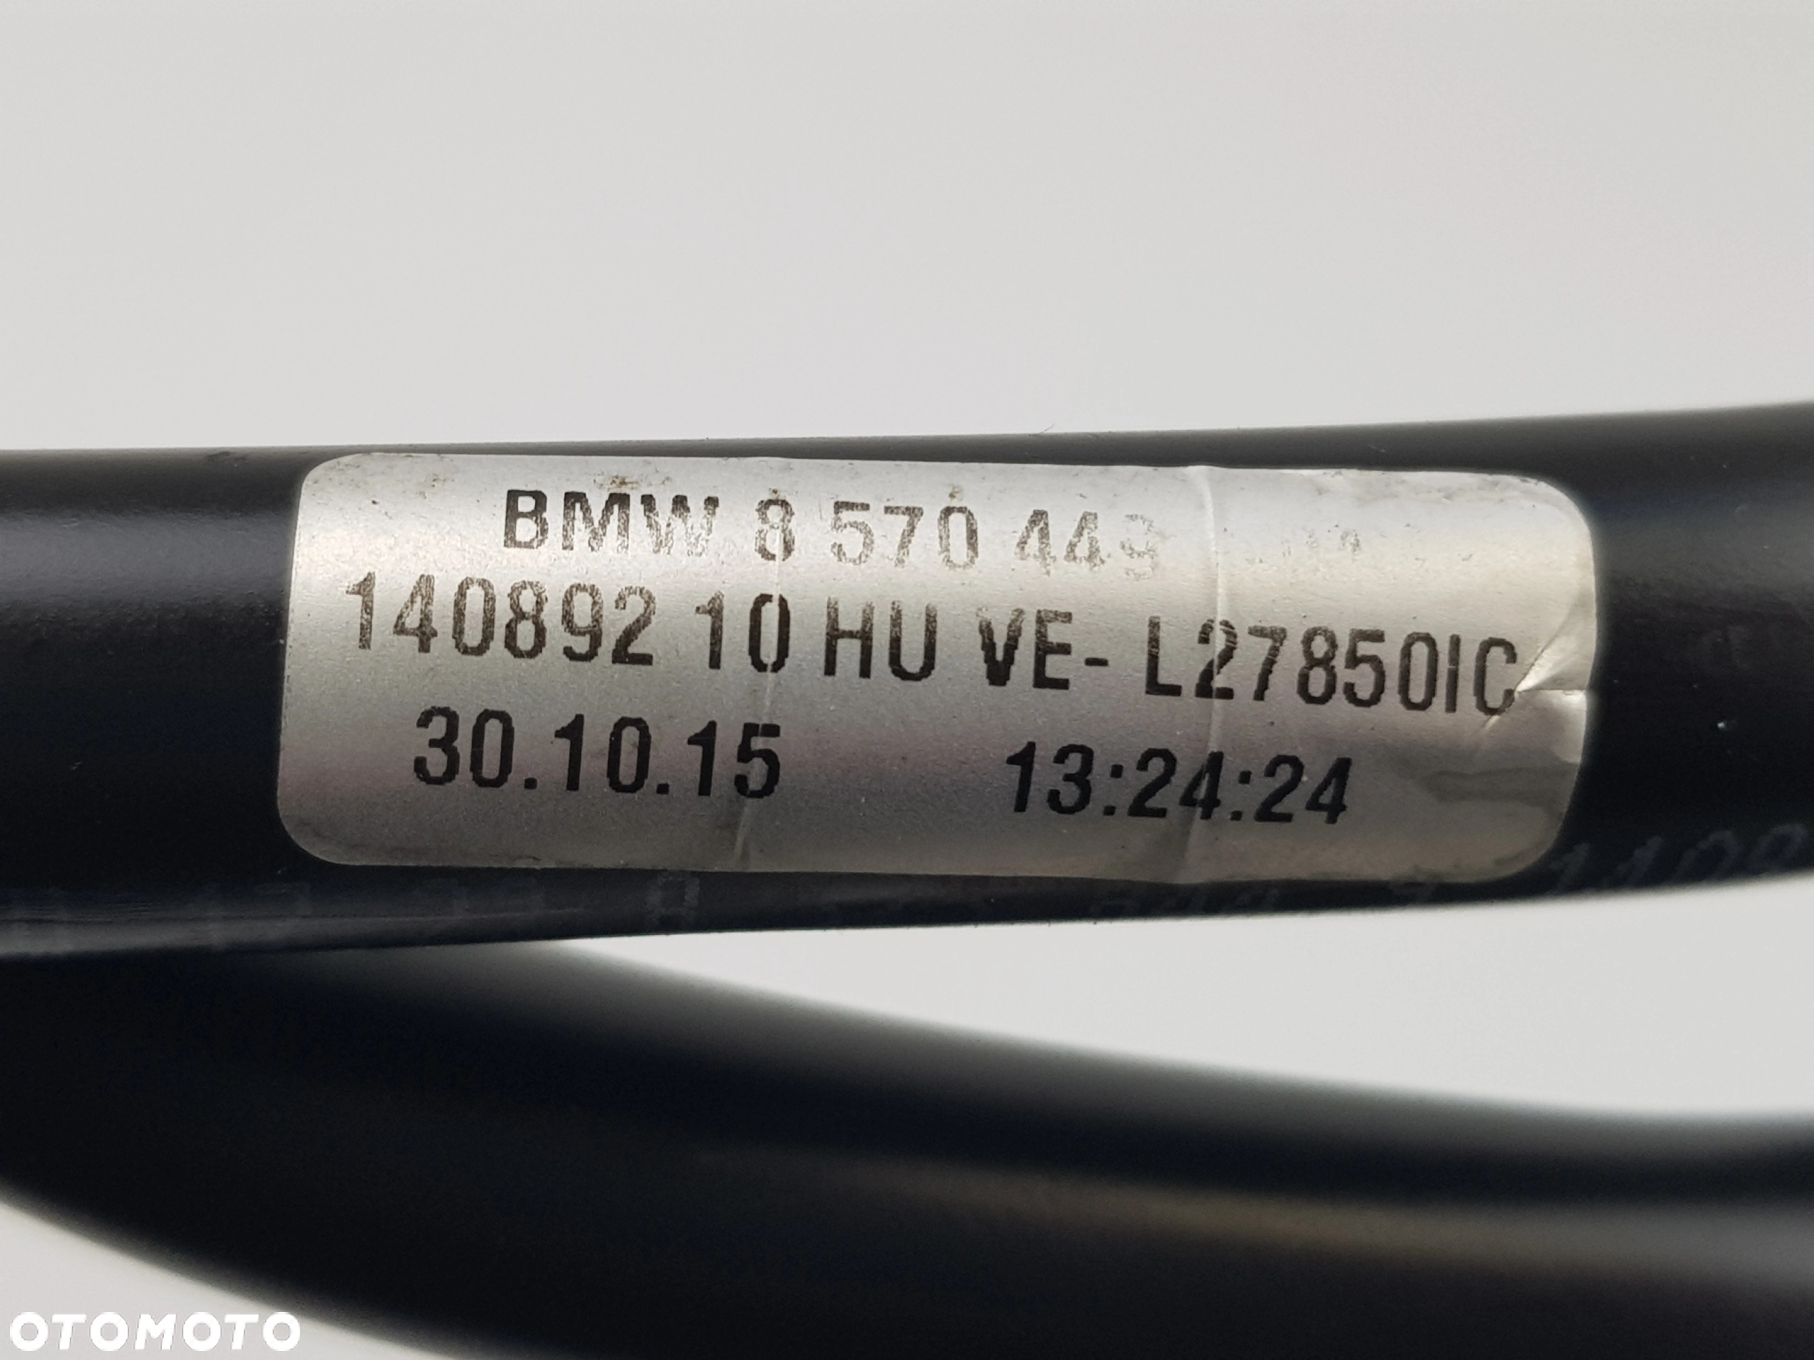 BMW 8 570 449
140892 10 HU VE- L27850IC
30.10.15 13:24:24
OTOMOTO